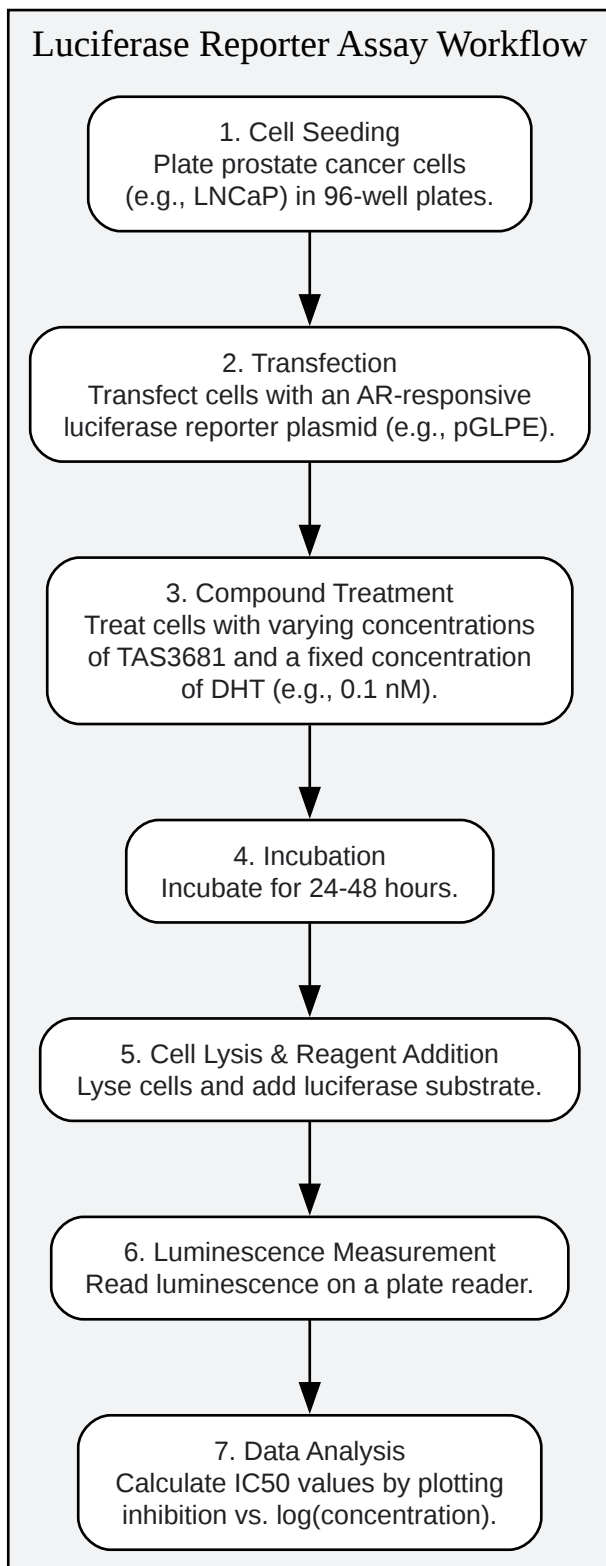 Luciferase Reporter Assay Workflow
1. Cell Seeding
Plate prostate cancer cells
(e.g., LNCaP) in 96-well plates.
2. Transfection
Transfect cells with an AR-responsive
luciferase reporter plasmid (e.g., pGLPE).
3. Compound Treatment
Treat cells with varying concentrations
of TAS3681 and a fixed concentration
of DHT (e.g., 0.1 nM).
4. Incubation
Incubate for 24-48 hours.
5. Cell Lysis & Reagent Addition
Lyse cells and add luciferase substrate.
6. Luminescence Measurement
Read luminescence on a plate reader.
7. Data Analysis
Calculate IC50 values by plotting
inhibition vs. log(concentration).